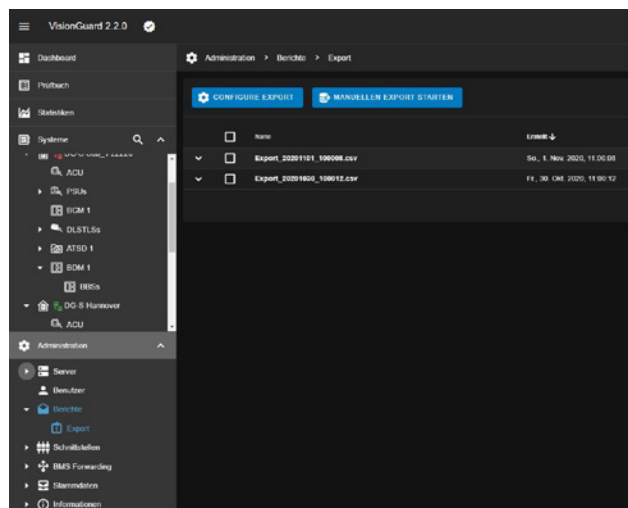 VisionGuard 2.2.0
Dashboard
Prüfbuch
Statistiken
Systeme
ACU
PSUs
BCM 1
DLSTLSs
ATSD 1
BDM 1
BBSs
DG-S Hannover
ACU
Administration
Server
Benutzer
Berichte
Export
Schnittstellen
BMS Forwarding
Stammdaten
Informationen
Administration > Berichte > Export
CONFIGURE EXPORT
MANUELLEN EXPORT STARTEN
Name Erstellt
Export_20201101_100008.csv So., 1. Nov. 2020, 11:00:08
Export_20201030_100012.csv Fr., 30. Okt. 2020, 11:00:12